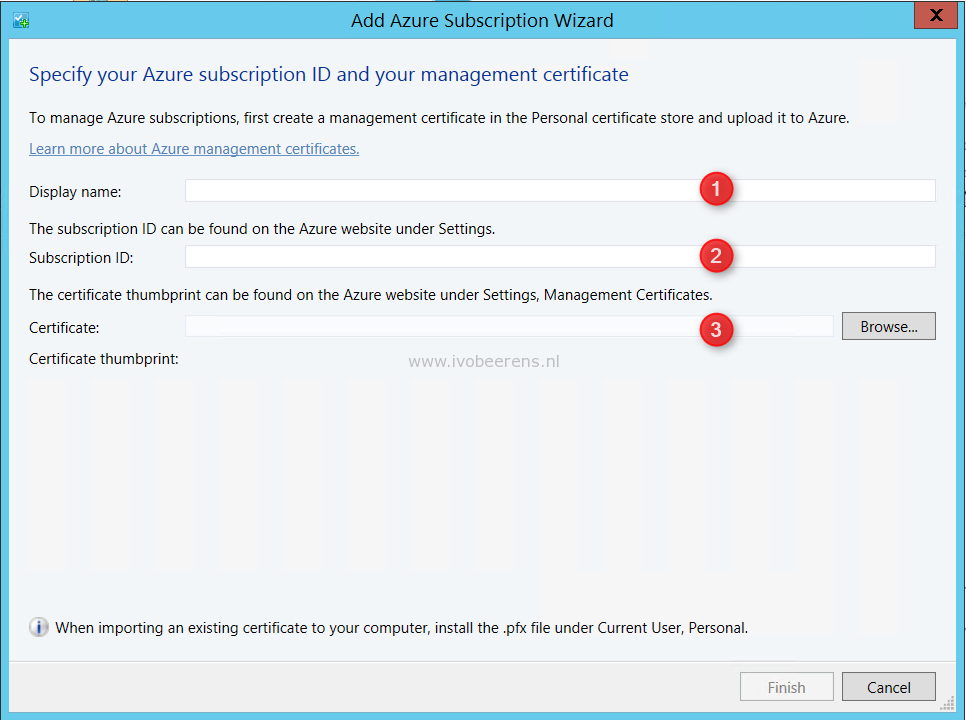 Add Azure Subscription Wizard
X
Specify your Azure subscription ID and your management certificate
To manage Azure subscriptions, first create a management certificate in the Personal certificate store and upload it to Azure.
Learn more about Azure management certificates.
Display name:
1
The subscription ID can be found on the Azure website under Settings.
Subscription ID:
2
The certificate thumbprint can be found on the Azure website under Settings, Management Certificates.
Certificate:
3
Browse...
Certificate thumbprint:
www.ivobeerens.nl
When importing an existing certificate to your computer, install the .pfx file under Current User, Personal.
Finish
Cancel